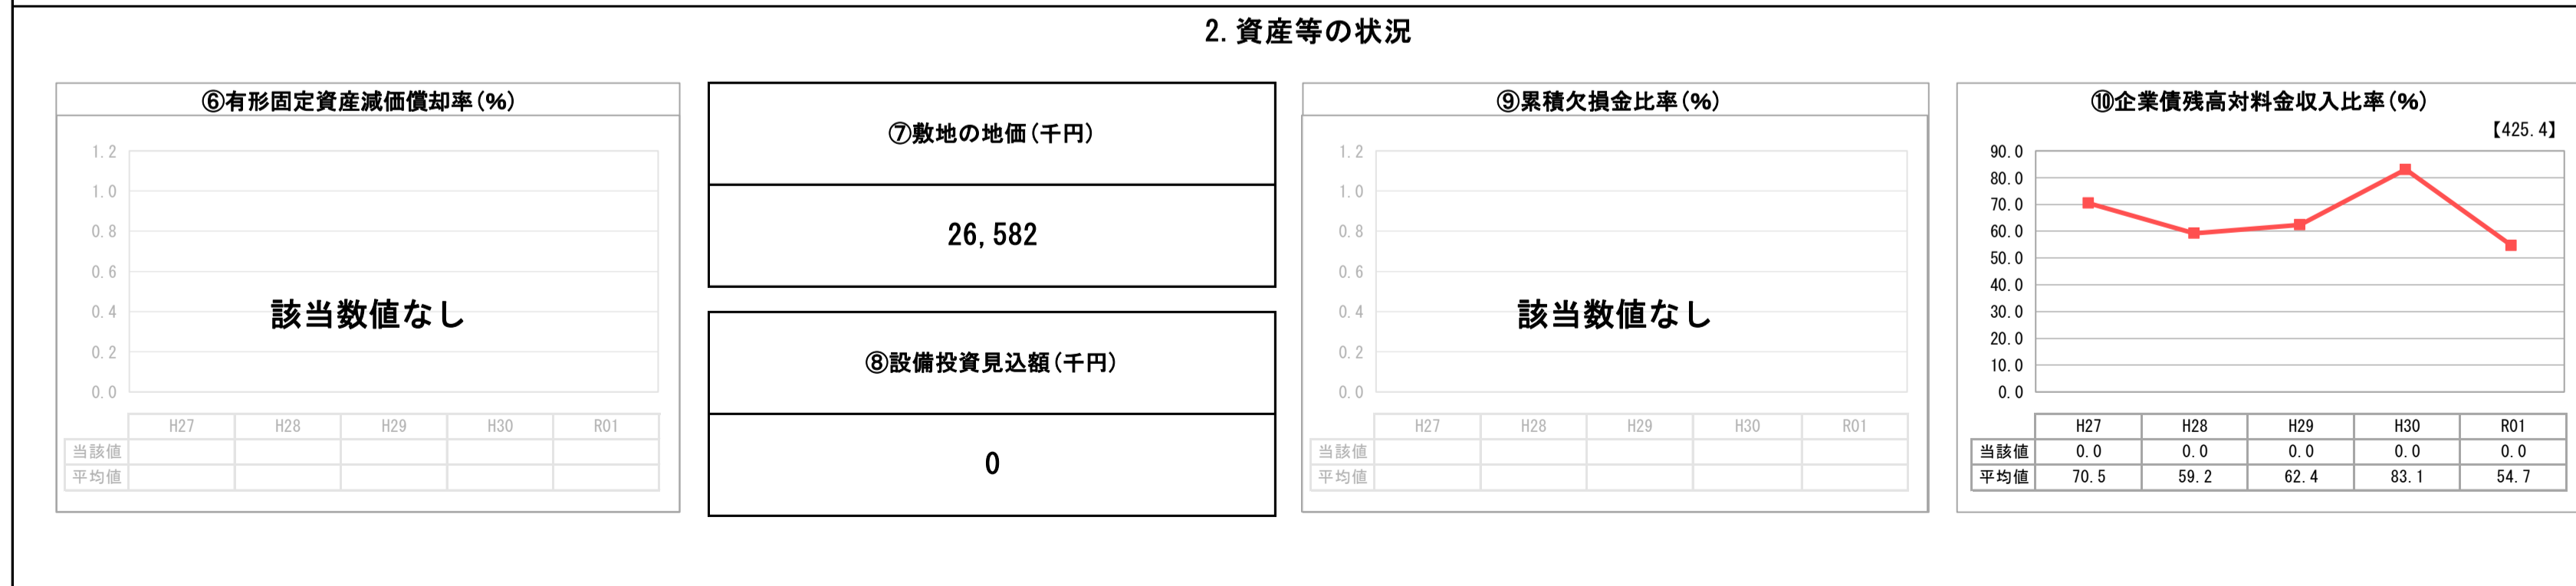 2.資産等の状況
⑥有形固定資産減価償却率(%)
1.2
1.0
0.8
0.6
0.4
0.2
0.0
該当数値なし
H27 H28 H29 H30 R01
当該値
平均値
⑦敷地の地価(千円)
26,582
⑧設備投資見込額(千円)
0
⑨累積欠損金比率(%)
1.2
1.0
0.8
0.6
0.4
0.2
0.0
該当数値なし
H27 H28 H29 H30 R01
当該値
平均値
⑩企業債残高対料金収入比率(%)
【425.4】
90.0
80.0
70.0
60.0
50.0
40.0
30.0
20.0
10.0
0.0
H27 H28 H29 H30 R01
当該値 0.0 0.0 0.0 0.0 0.0
平均値 70.5 59.2 62.4 83.1 54.7